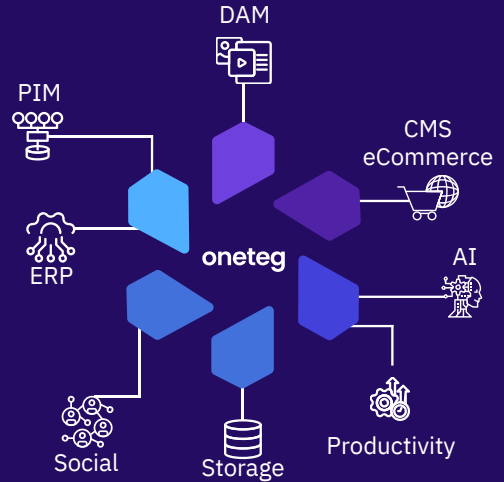 DAM
PIM
CMS
eCommerce
oneteg
AI
ERP
Productivity
Social
Storage